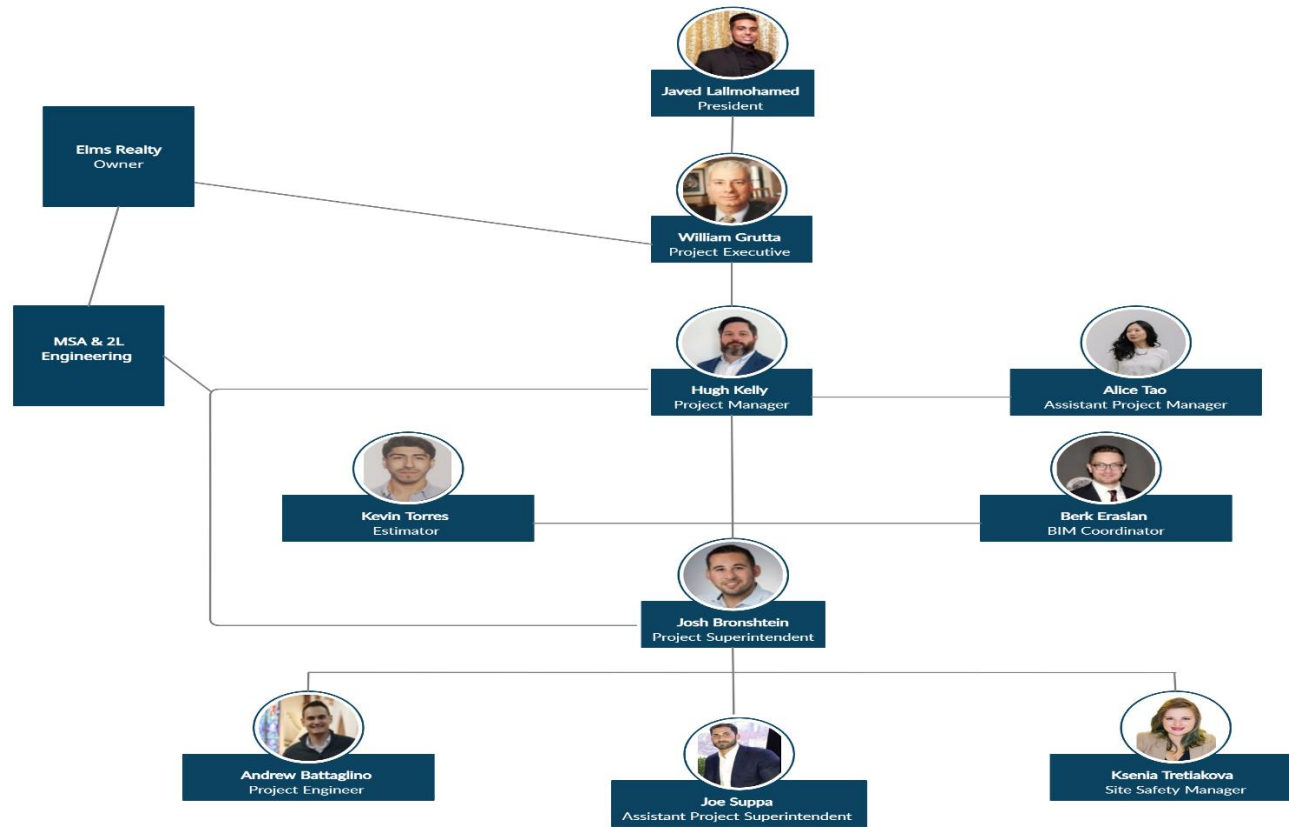 Javed Lallmohamed
President
Elms Realty
Owner
William Grutta
Project Executive
MSA & 2L
Engineering
Hugh Kelly
Project Manager
Alice Tao
Assistant Project Manager
Kevin Torres
Estimator
Berk Eraslan
BIM Coordinator
Josh Bronshtein
Project Superintendent
Andrew Battaglino
Project Engineer
Joe Suppa
Assistant Project Superintendent
Ksenia Tretiakova
Site Safety Manager